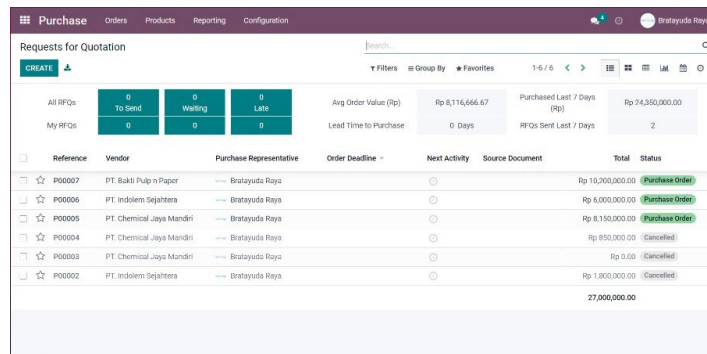 Purchase Orders Products Reporting Configuration 4 Bratayuda Raya
Requests for Quotation Search...
CREATE Filters Group By Favorites 1-6 / 6
All RFQs 0 To Send 0 Waiting 0 Late Avg Order Value (Rp) Rp 8,116,666.67 Purchased Last 7 Days (Rp) Rp 24,350,000.00
My RFQs 0 0 0 Lead Time to Purchase 0 Days RFQs Sent Last 7 Days 2
Reference Vendor Purchase Representative Order Deadline Next Activity Source Document Total Status
P00007 PT. Bakti Pulp n Paper Bratayuda Raya Rp 10,200,000.00 Purchase Order
P00006 PT. Indolem Sejahtera Bratayuda Raya Rp 6,000,000.00 Purchase Order
P00005 PT. Chemical Jaya Mandiri Bratayuda Raya Rp 8,150,000.00 Purchase Order
P00004 PT. Chemical Jaya Mandiri Bratayuda Raya Rp 850,000.00 Cancelled
P00003 PT. Chemical Jaya Mandiri Bratayuda Raya Rp 0.00 Cancelled
P00002 PT. Indolem Sejahtera Bratayuda Raya Rp 1,800,000.00 Cancelled
27,000,000.00